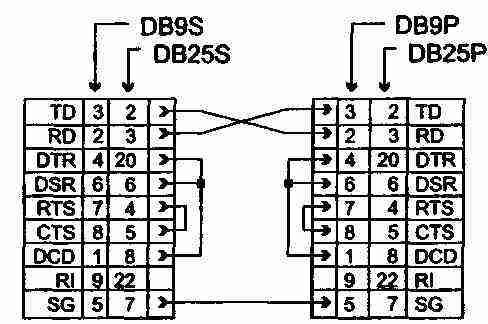 DB9S DB9P
DB25S DB25P
TD 3 2 3 2 TD
RD 2 3 2 3 RD
DTR 4 20 4 20 DTR
DSR 6 6 6 6 DSR
RTS 7 4 7 4 RTS
CTS 8 5 8 5 CTS
DCD 1 8 1 8 DCD
RI 9 22 9 22 RI
SG 5 7 5 7 SG